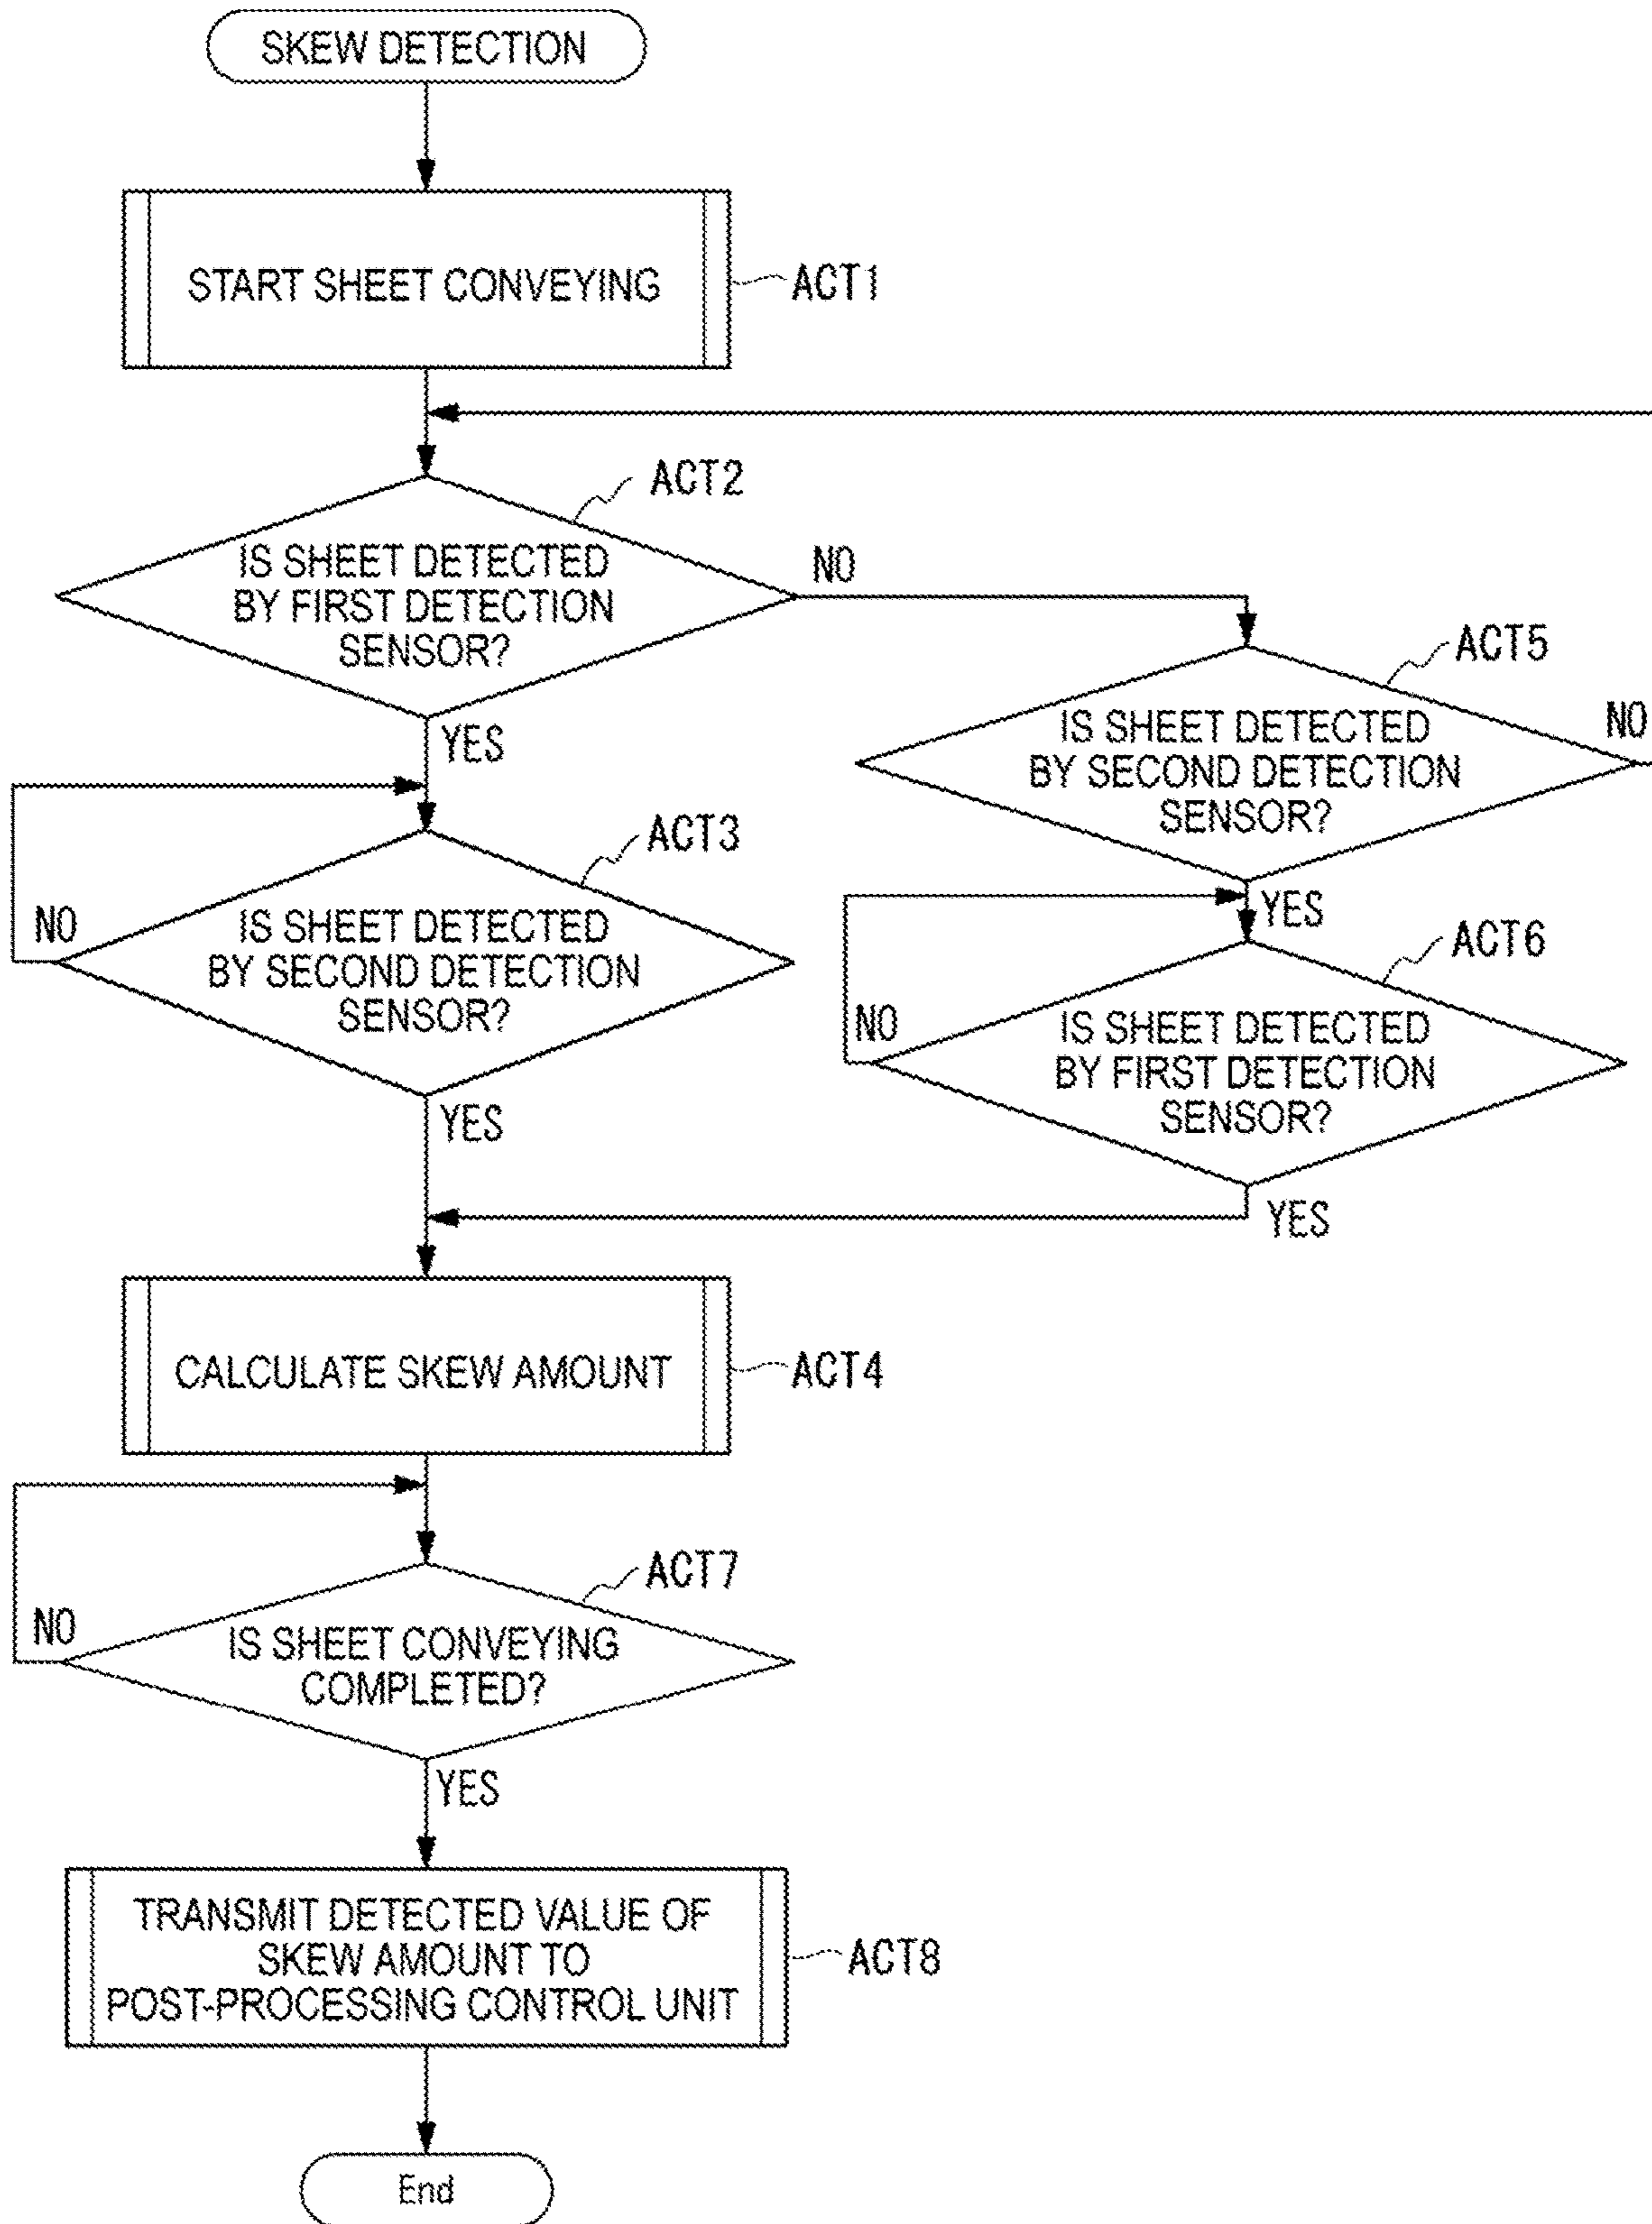 SKEW DETECTION
START SHEET CONVEYING
ACT1
ACT2
IS SHEET DETECTED
BY FIRST DETECTION
SENSOR?
NO
YES
ACT5
IS SHEET DETECTED
BY SECOND DETECTION
SENSOR?
NO
YES
ACT3
IS SHEET DETECTED
BY SECOND DETECTION
SENSOR?
NO
YES
ACT6
IS SHEET DETECTED
BY FIRST DETECTION
SENSOR?
NO
YES
CALCULATE SKEW AMOUNT
ACT4
ACT7
IS SHEET CONVEYING
COMPLETED?
NO
YES
TRANSMIT DETECTED VALUE OF
SKEW AMOUNT TO
POST-PROCESSING CONTROL UNIT
ACT8
End